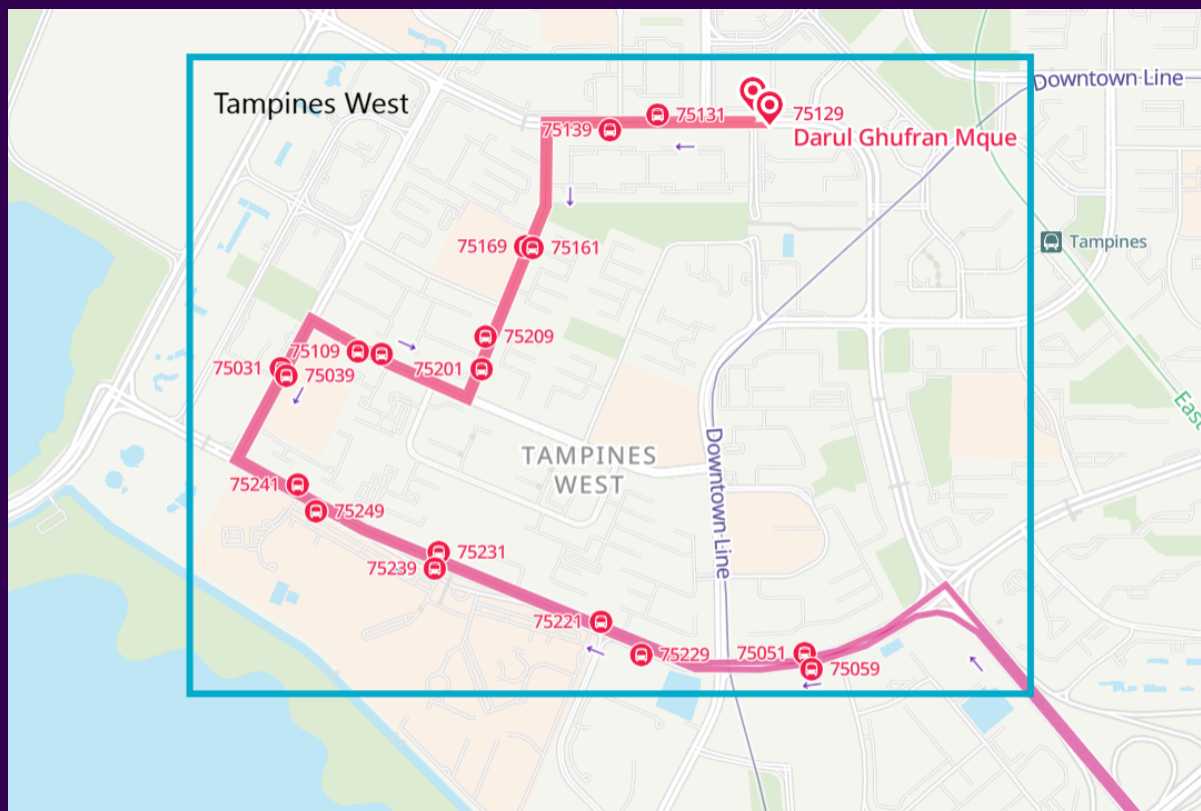 Downtown Line
Tampines West
75131
75129
75139
Darul Ghufran Mque
75169
75161
Tampines
75209
75109
75201
75031
75039
East
TAMPINES
WEST
Downtown Line
75241
75249
75231
75239
75221
75229
75051
75059